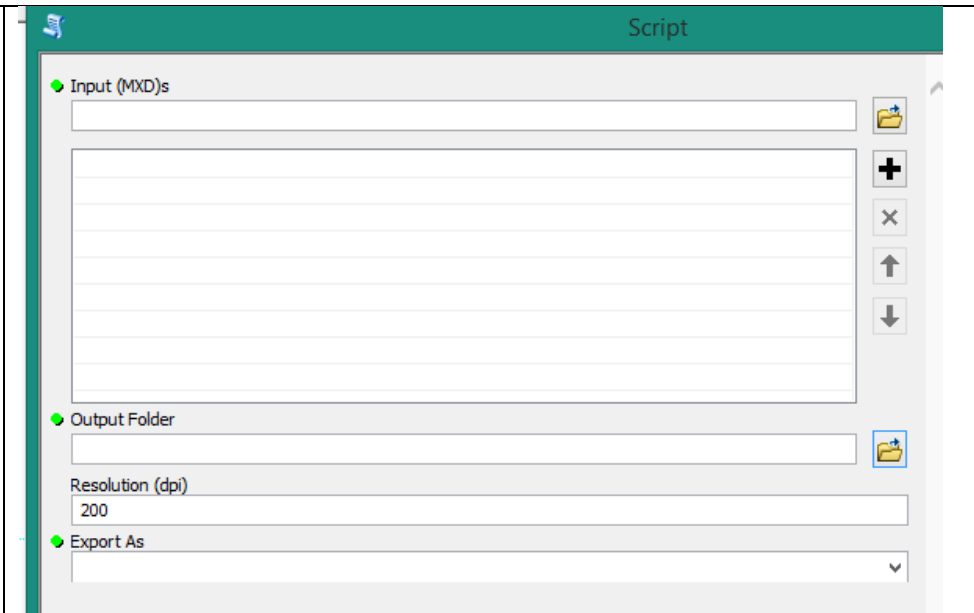 Script
Input (MXD)s
Output Folder
Resolution (dpi)
200
Export As